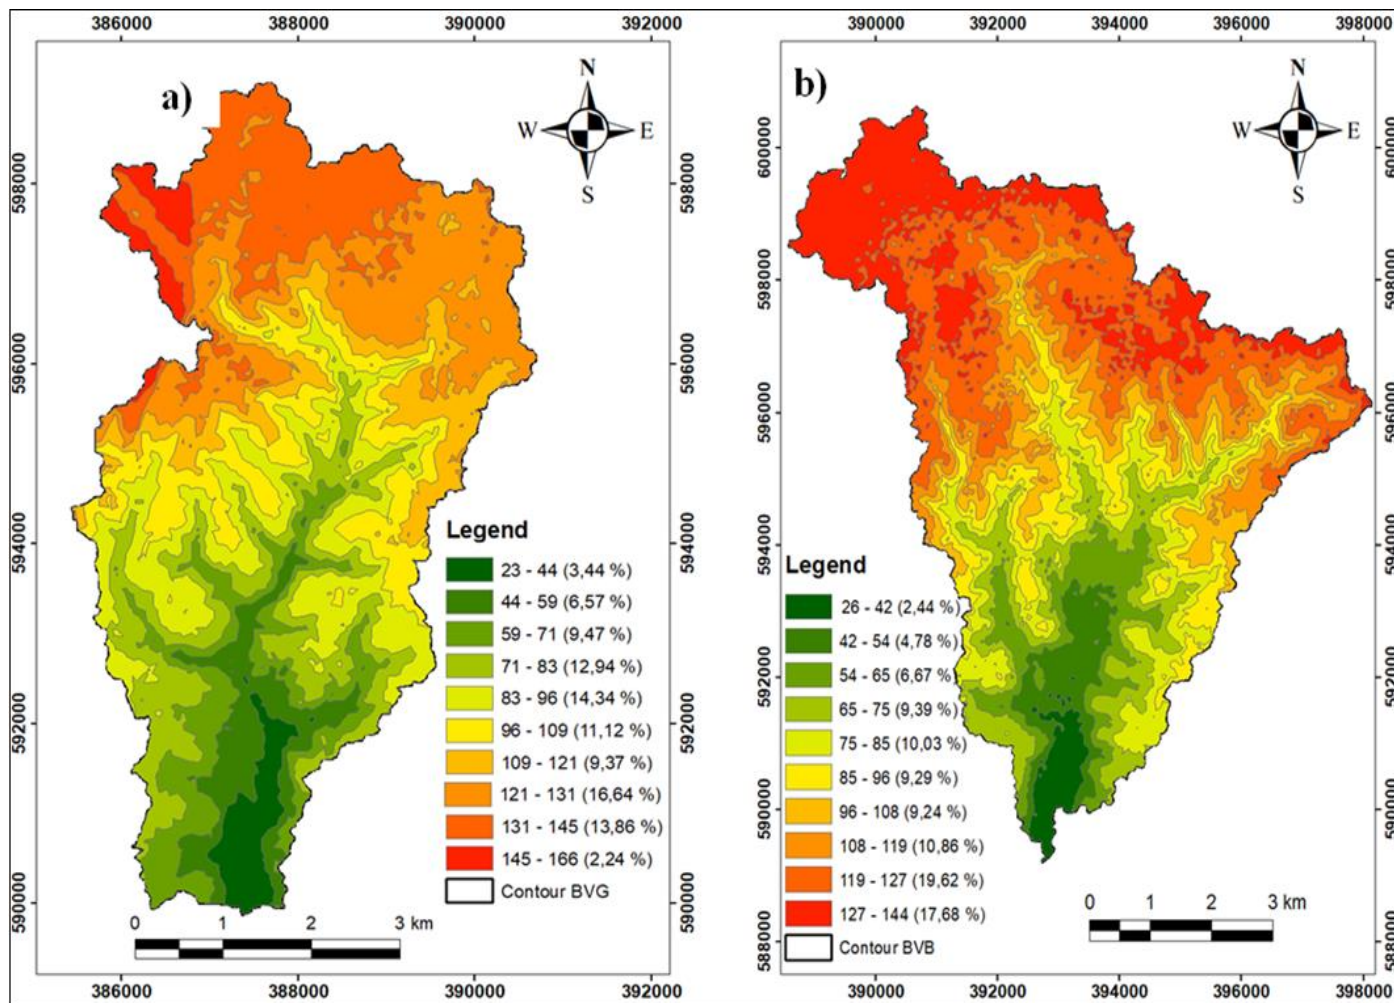 386000 388000 390000 392000
a)
N
W E
S
598000
596000
594000
592000
590000
598000
596000
594000
592000
590000
Legend
23 - 44 (3,44 %)
44 - 59 (6,57 %)
59 - 71 (9,47 %)
71 - 83 (12,94 %)
83 - 96 (14,34 %)
96 - 109 (11,12 %)
109 - 121 (9,37 %)
121 - 131 (16,64 %)
131 - 145 (13,86 %)
145 - 166 (2,24 %)
Contour BVG
0 1 2 3 km
386000 388000 390000 392000
390000 392000 394000 396000 398000
b)
N
W E
S
600000
598000
596000
594000
592000
590000
588000
600000
598000
596000
594000
592000
590000
588000
Legend
26 - 42 (2,44 %)
42 - 54 (4,78 %)
54 - 65 (6,67 %)
65 - 75 (9,39 %)
75 - 85 (10,03 %)
85 - 96 (9,29 %)
96 - 108 (9,24 %)
108 - 119 (10,86 %)
119 - 127 (19,62 %)
127 - 144 (17,68 %)
Contour BVB
0 1 2 3 km
390000 392000 394000 396000 398000